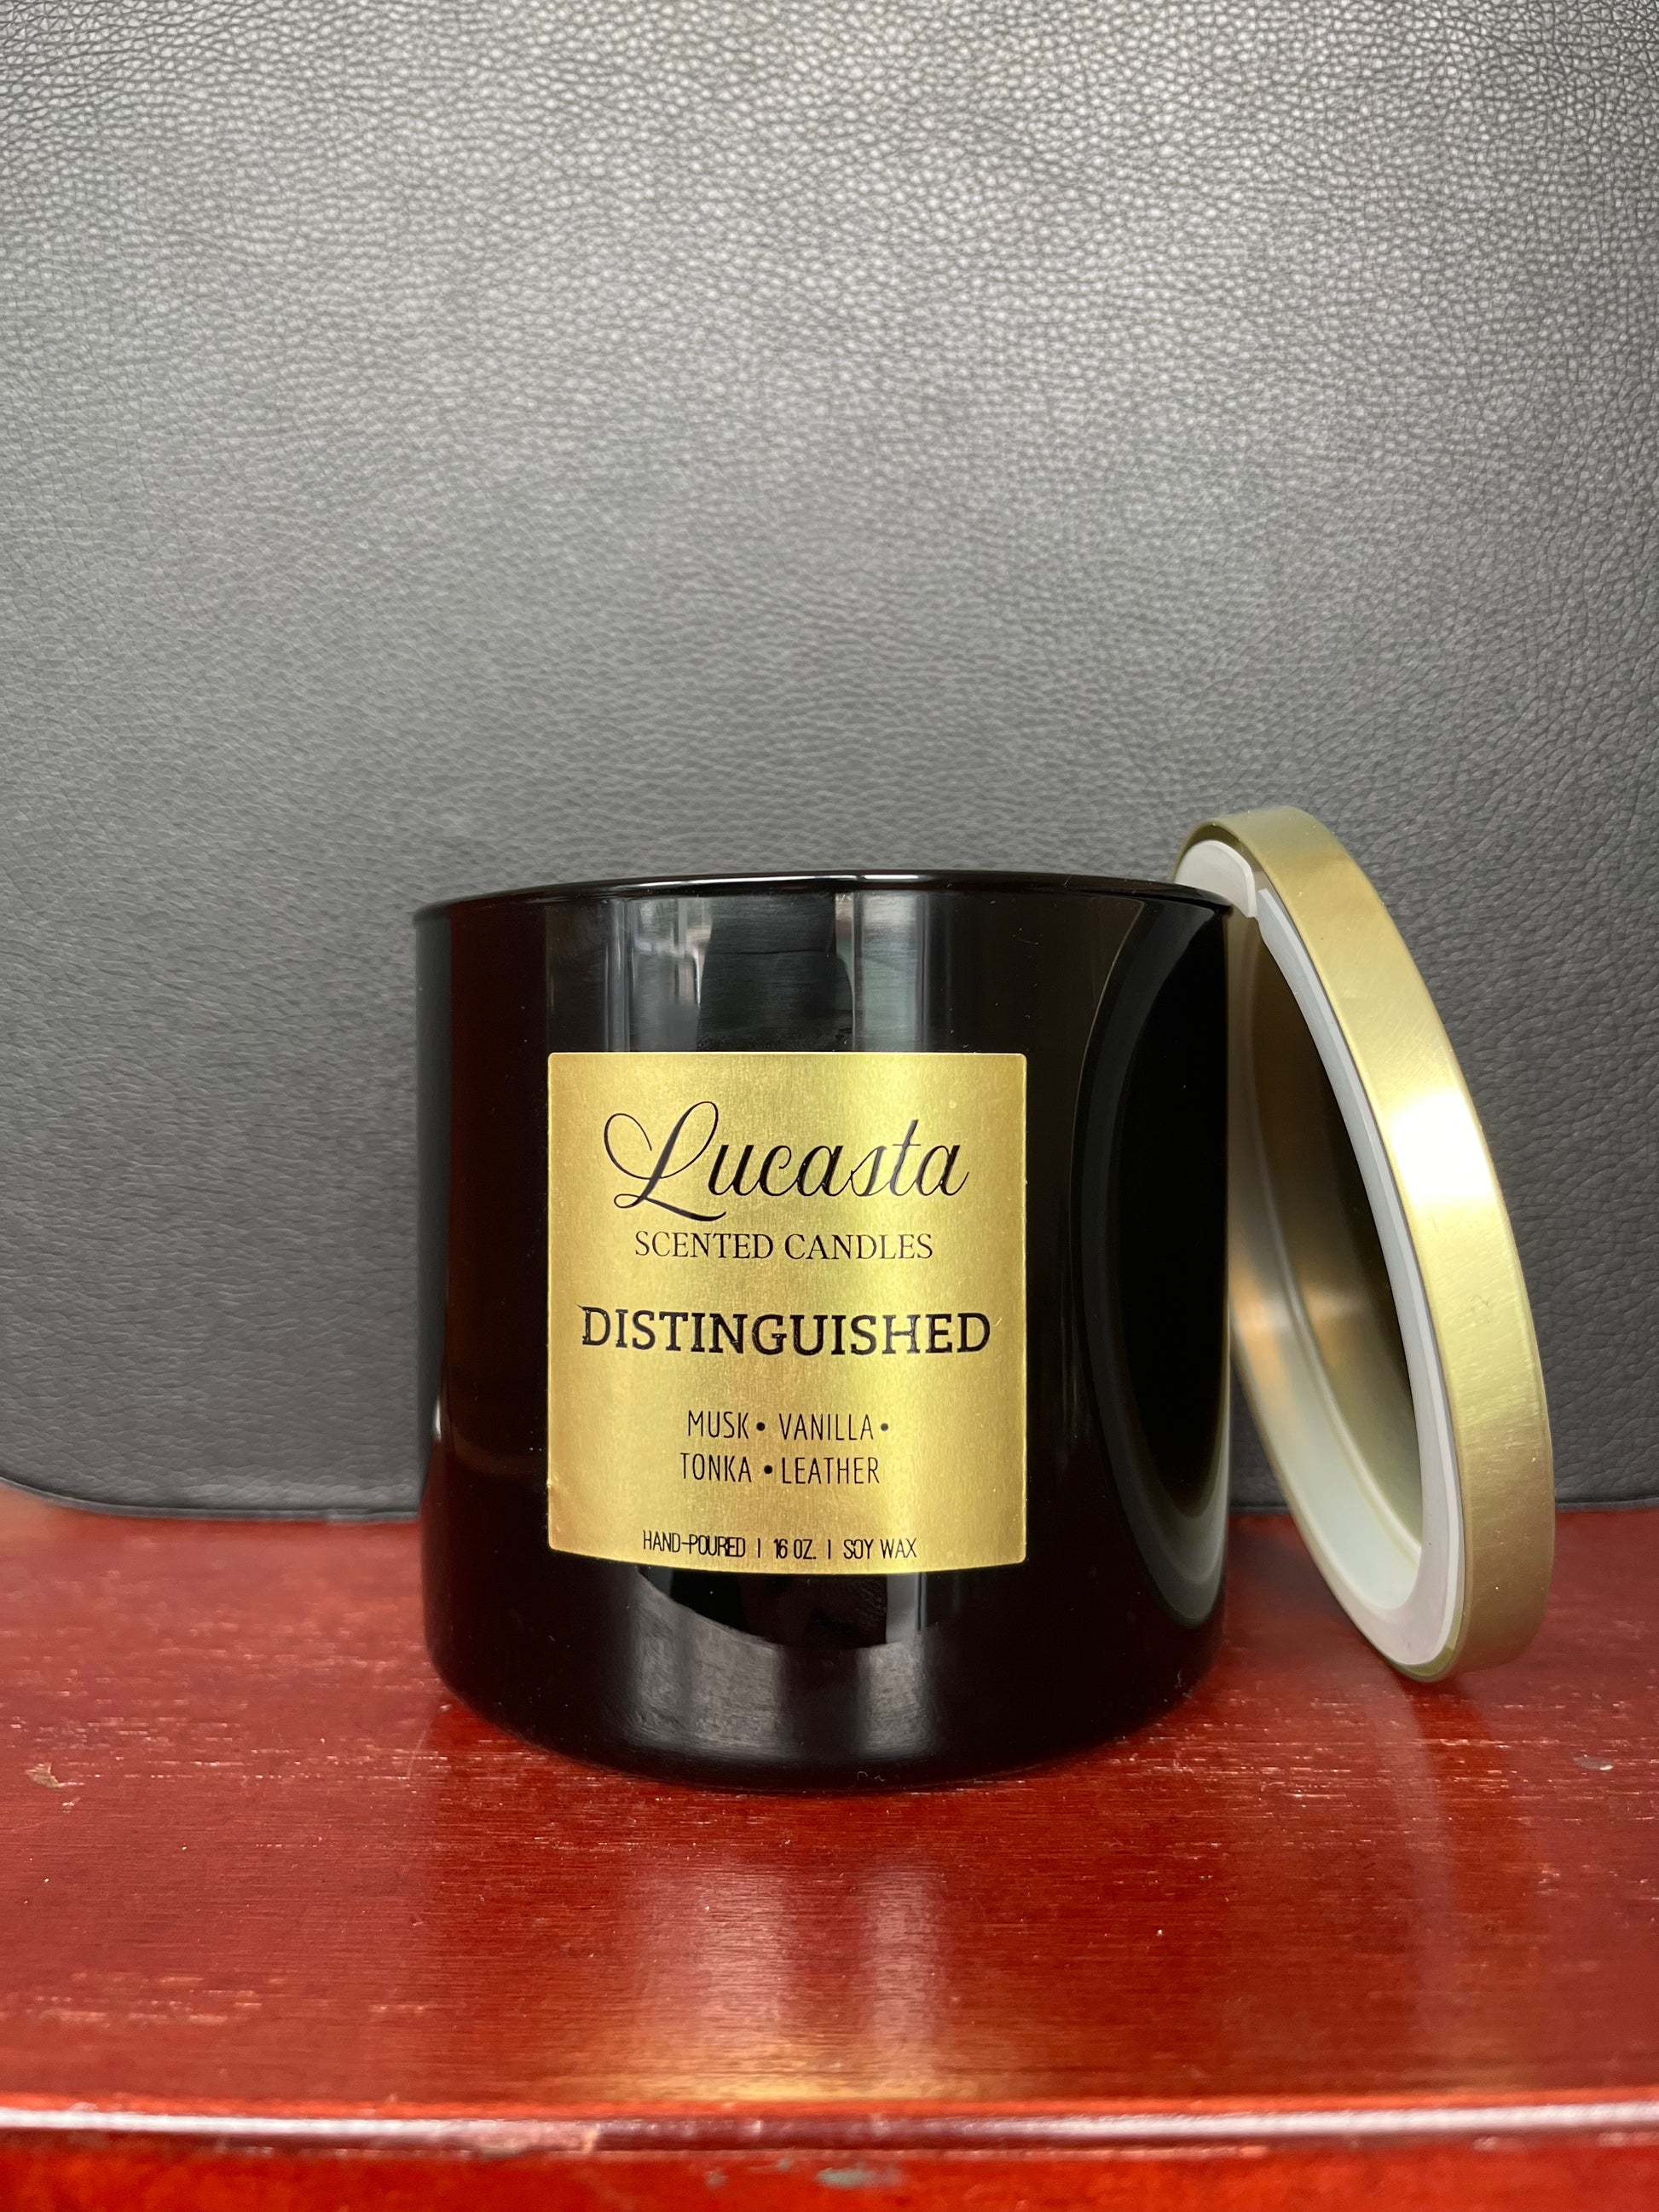 Lucasta
SCENTED CANDLES
DISTINGUISHED
MUSK• VANILLA•
TONKA •LEATHER
HAND-POURED | 16 OZ. | SOY WAX